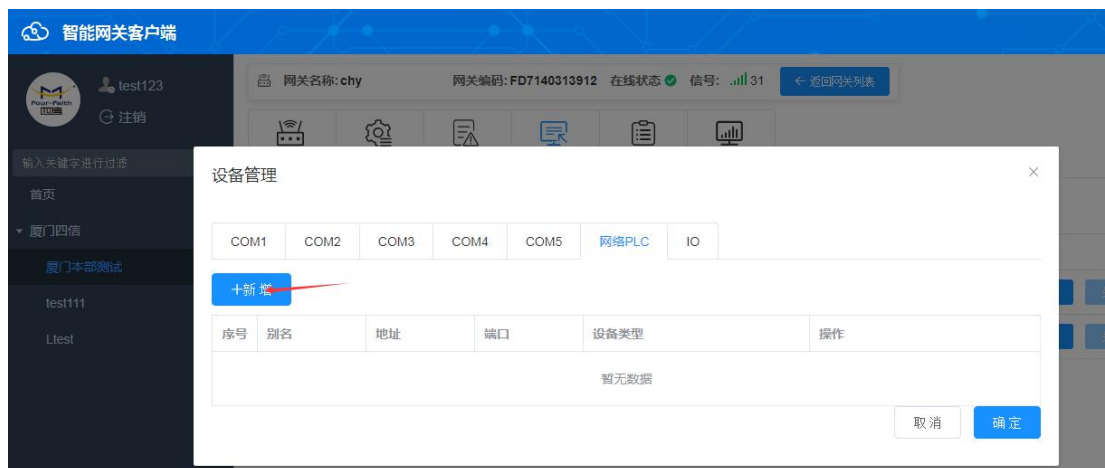 智能网关客户端
test123
网关名称:chy 网关编码:FD7140313912 在线状态 信号: 31 ← 返回网关列表
Four-Faith
四信
注销
输入关键字进行过滤
首页
厦门四信
厦门本部测试
test111
Ltest
设备管理
COM1 COM2 COM3 COM4 COM5 网络PLC IO
+新增
序号 别名 地址 端口 设备类型 操作
暂无数据
取消 确定